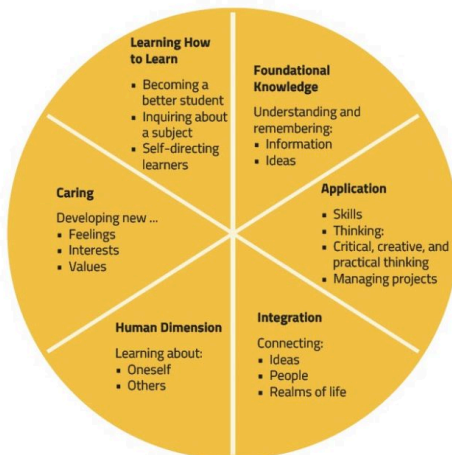 Learning How
to Learn
▪ Becoming a
better student
▪ Inquiring about
a subject
▪ Self-directing
learners
Foundational
Knowledge
Understanding and
remembering:
▪ Information
▪ Ideas
Application
▪ Skills
▪ Thinking:
▪ Critical, creative, and
practical thinking
▪ Managing projects
Integration
Connecting:
▪ Ideas
▪ People
▪ Realms of life
Human Dimension
Learning about:
▪ Oneself
▪ Others
Caring
Developing new ...
▪ Feelings
▪ Interests
▪ Values